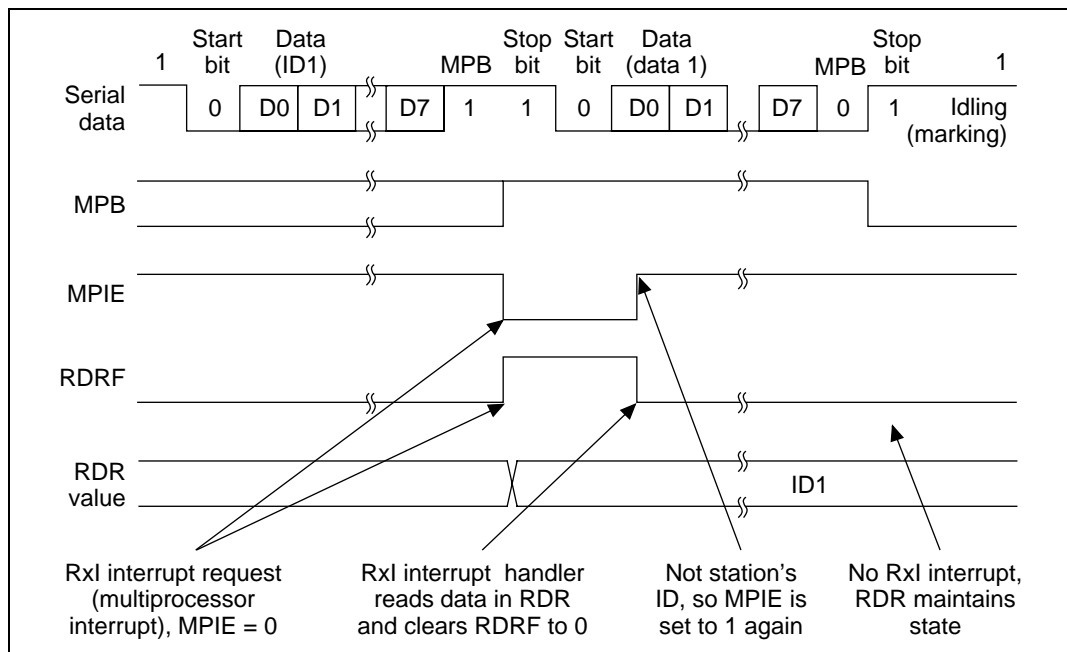 1 Start bit Data (ID1) MPB Stop bit Start bit Data (data 1) MPB Stop bit 1
Serial data 0 D0 D1 D7 1 1 0 D0 D1 D7 0 1 Idling (marking)
MPB
MPIE
RDRF
RDR value ID1
RxI interrupt request (multiprocessor interrupt), MPIE = 0
RxI interrupt handler reads data in RDR and clears RDRF to 0
Not station's ID, so MPIE is set to 1 again
No RxI interrupt, RDR maintains state